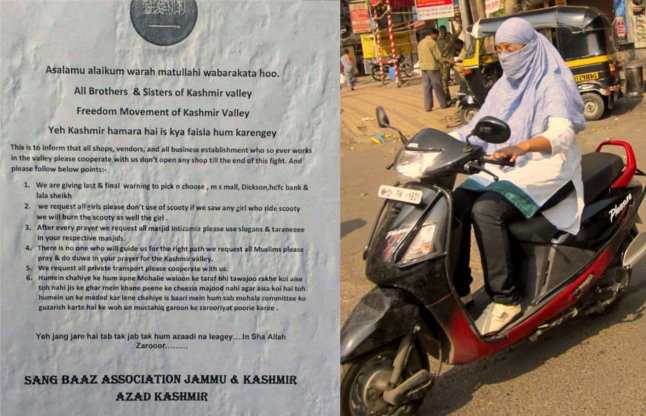 Asalamu alaikum warah matullahi wabarakata hoo.
All Brothers & Sisters of Kashmir valley
Freedom Movement of Kashmir Valley
Yeh Kashmir hamara hai is kya faisla hum karengey
This is to inform that all shops, vendors, and all business establishment who so ever works
in the valley please cooperate with us don't open any shop till the end of this fight. And
please follow below points:-
1. We are giving last & final warning to pick n choose , m s mall, Dickson,hdfc bank &
lala sheikh
2. we request all girls please don't use of scooty if we saw any girl who ride scooty
we will burn the scooty as well the girl .
3. After every prayer we request all masjid intizamia please use slugans & taraneaee
in your respective masjids.
4. There is no one who will guide us for the right path we request all Muslims please
pray & do duwa in your prayer for the Kashmir valley.
5. We request all private transport please cooperate with us.
6. Humein chahiye ke hum apne Mohale waloon ke taraf bhi tawajoo rakhe koi aise
toh nahi jis ke ghar mein khane peene ke cheezis majood nahi agar aisa koi hai toh
humein un ke madad kar lene chahiye is baari mein hum sab mohala committee ko
guzarish karte hai ke woh un mustahiq garoon ke zarooriyat poorie karee .
Yeh jang jare hai tab tak jab tak hum azaadi na leagey... In Sha Allah
Zarooor.........
SANG BAAZ ASSOCIATION JAMMU & KASHMIR
AZAD KASHMIR